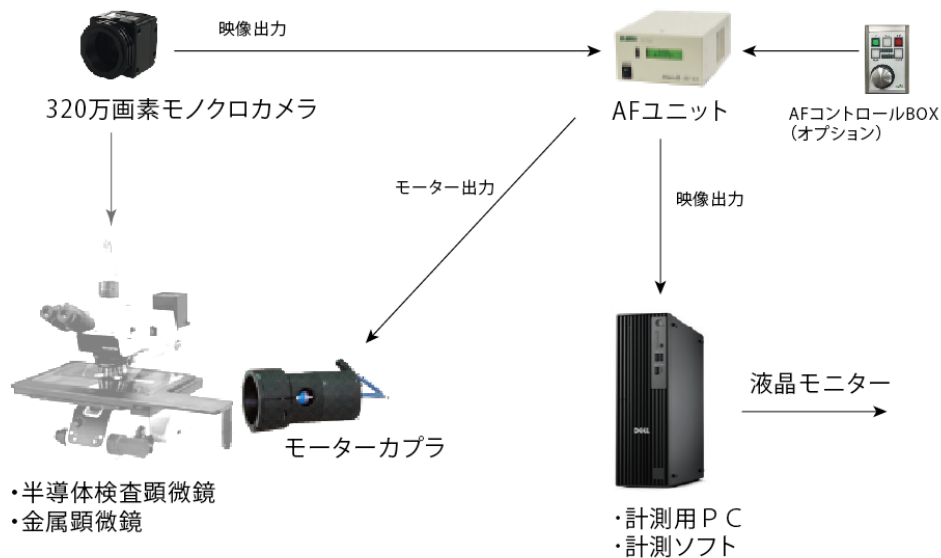 映像出力
320万画素モノクロカメラ
AFユニット
AFコントロールBOX
（オプション）
モーター出力
映像出力
液晶モニター
DELL
モーターカプラ
・半導体検査顕微鏡
・金属顕微鏡
・計測用ＰＣ
・計測ソフト